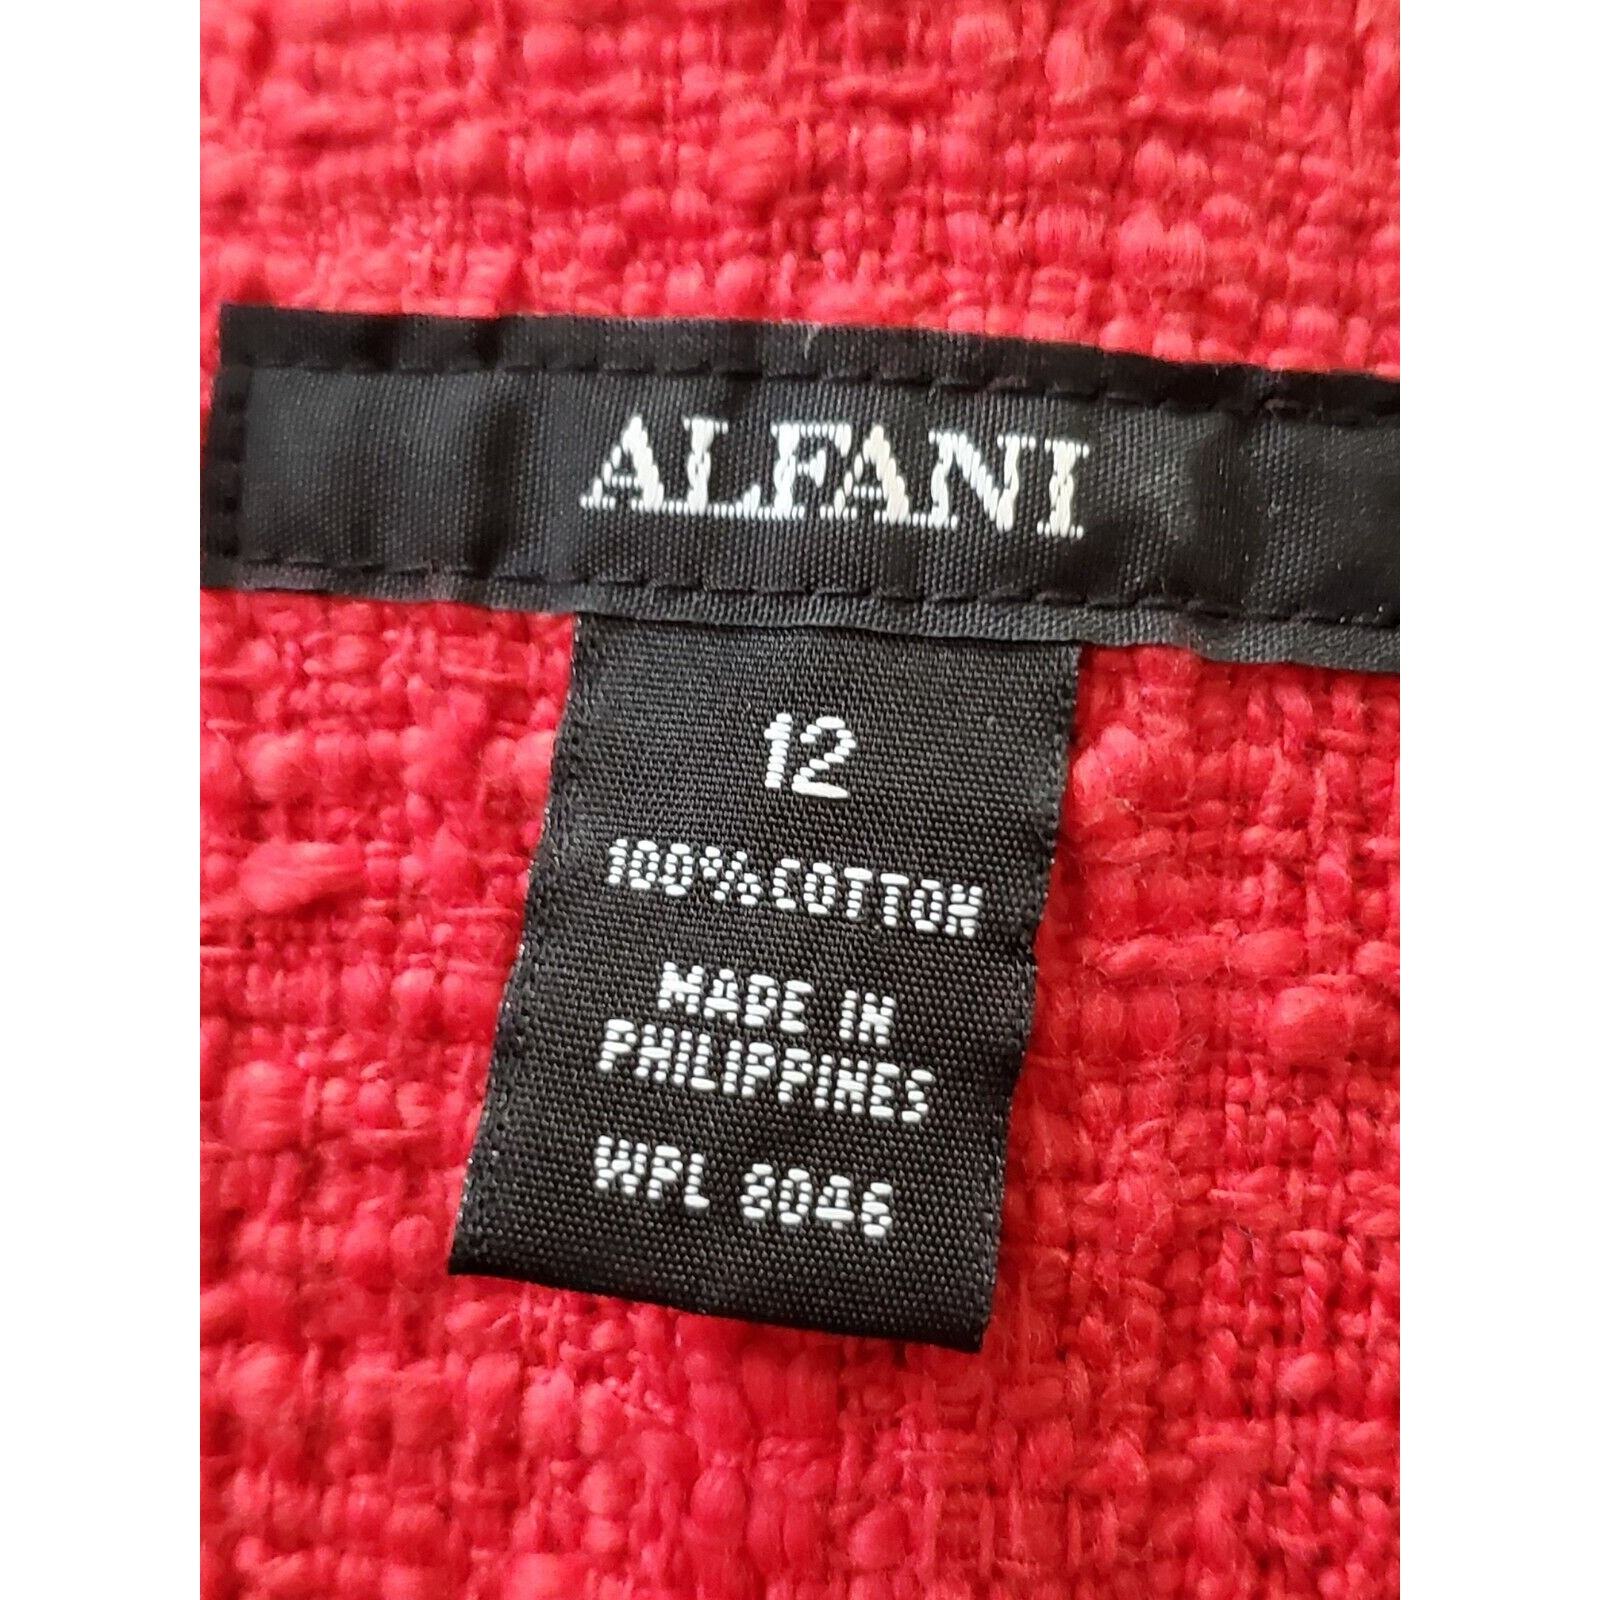 ALFANI
12
100% COTTON
MADE IN
PHILIPPINES
WPL 8046